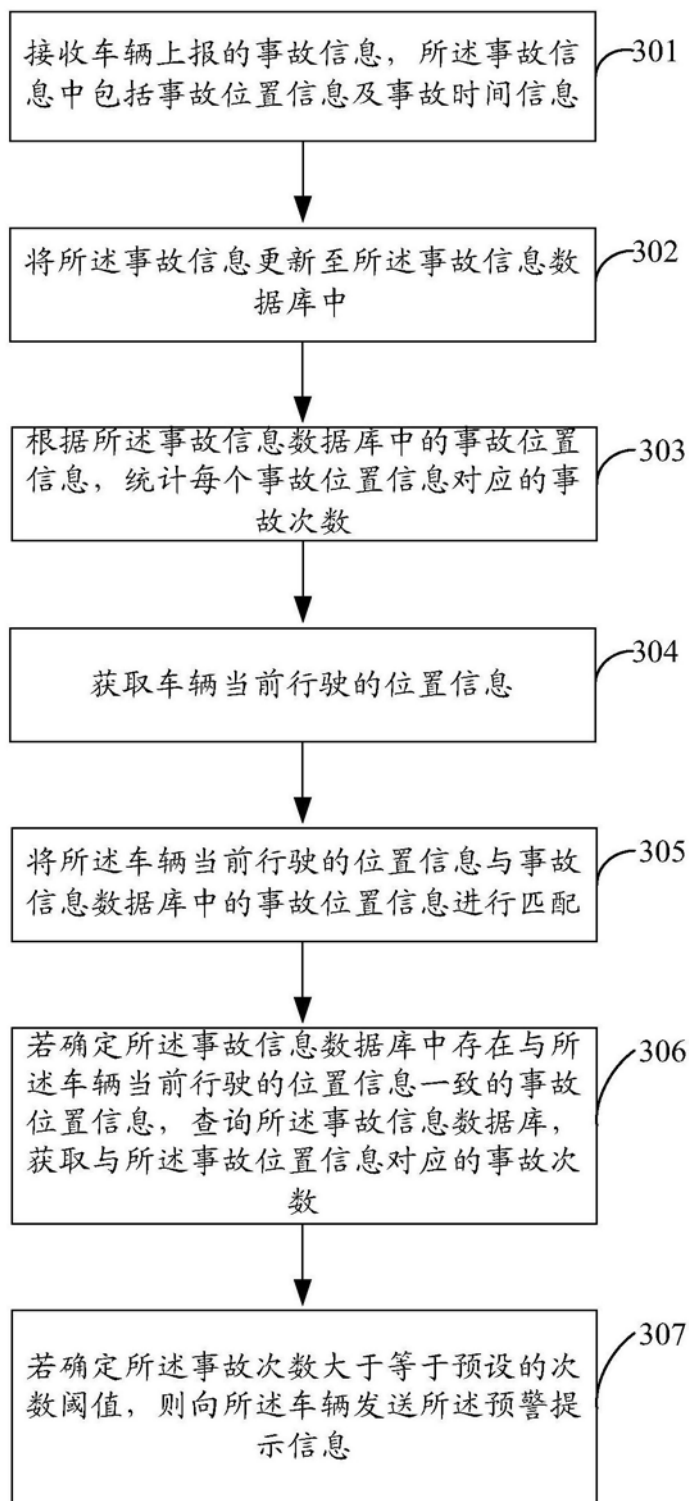 接收车辆上报的事故信息，所述事故信
息中包括事故位置信息及事故时间信息
301
将所述事故信息更新至所述事故信息数
据库中
302
根据所述事故信息数据库中的事故位置
信息，统计每个事故位置信息对应的事
故次数
303
获取车辆当前行驶的位置信息
304
将所述车辆当前行驶的位置信息与事故
信息数据库中的事故位置信息进行匹配
305
若确定所述事故信息数据库中存在与所
述车辆当前行驶的位置信息一致的事故
位置信息，查询所述事故信息数据库，
获取与所述事故位置信息对应的事故次
数
306
若确定所述事故次数大于等于预设的次
数阈值，则向所述车辆发送所述预警提
示信息
307